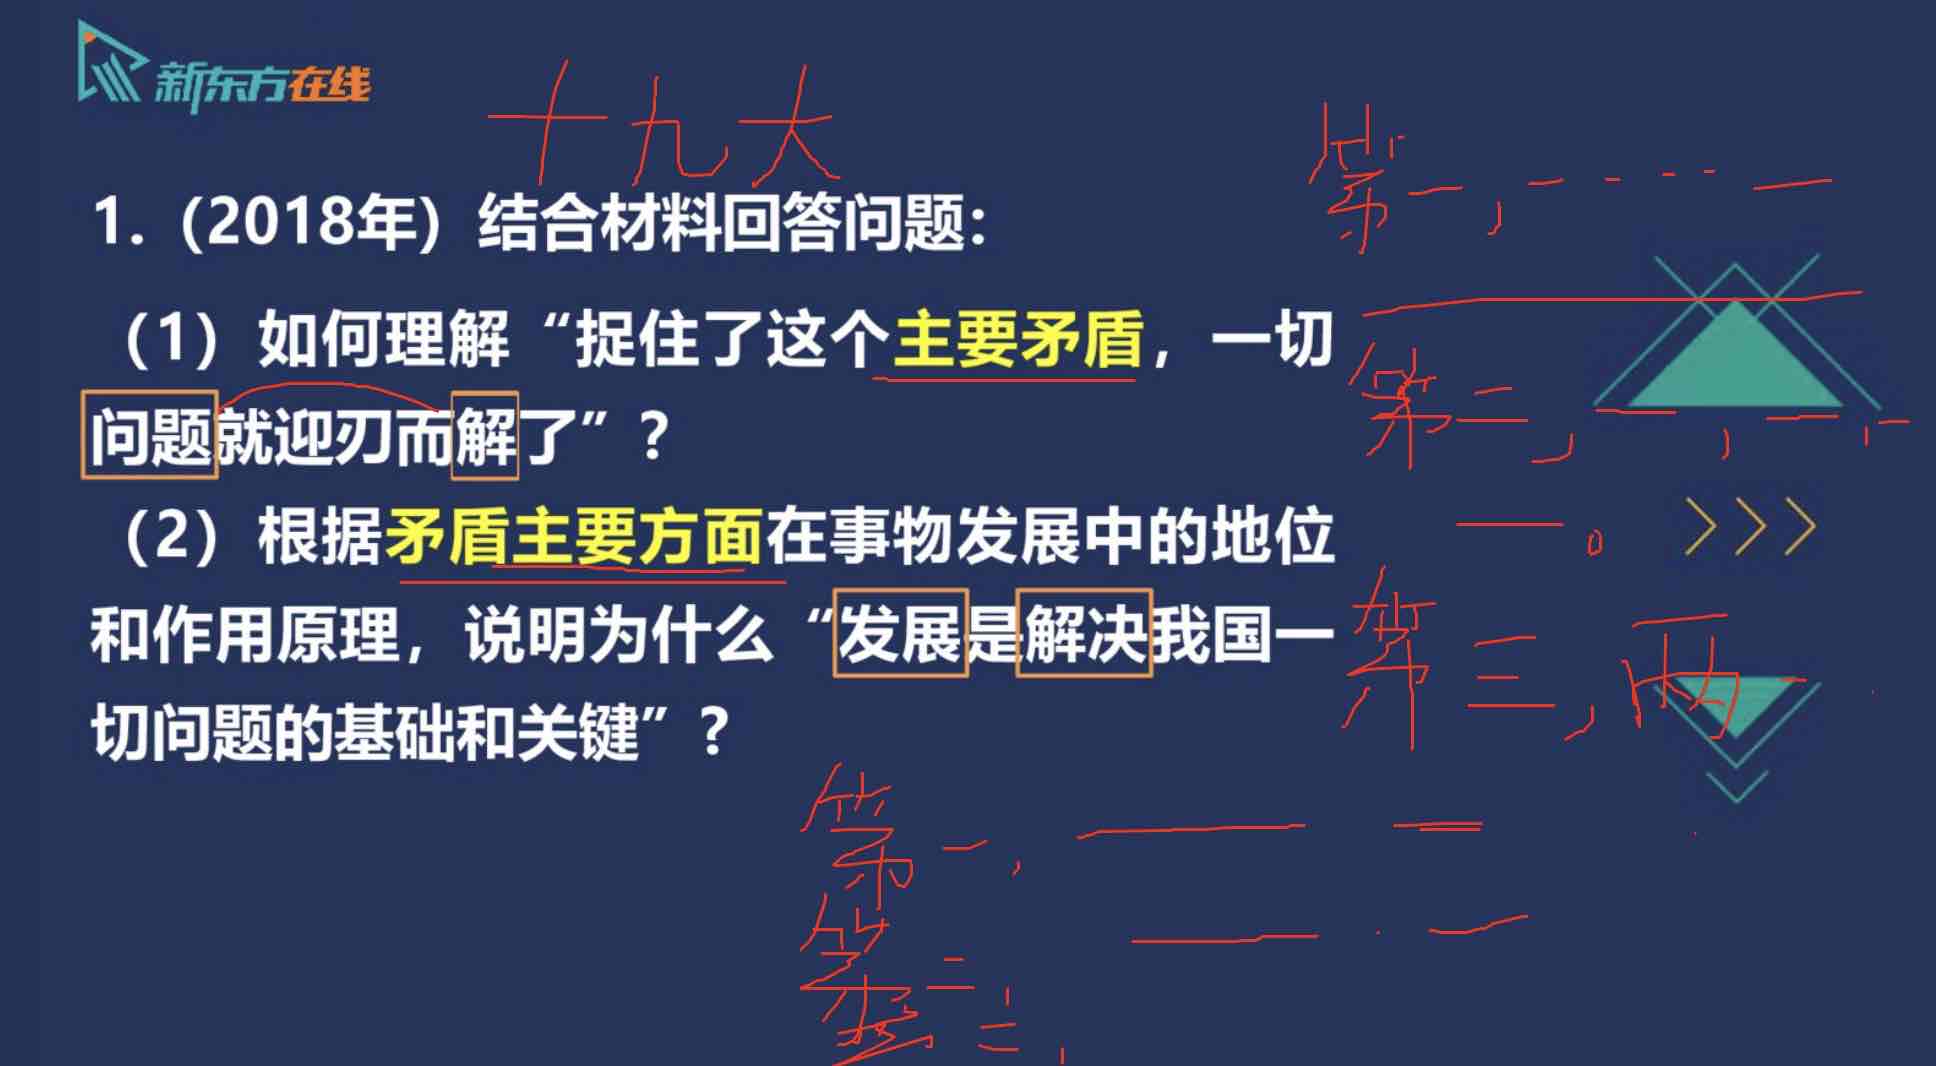 新东方在线
十九大
1.（2018年）结合材料回答问题：
（1）如何理解“捉住了这个主要矛盾，一切
问题就迎刃而解了”？
（2）根据矛盾主要方面在事物发展中的地位
和作用原理，说明为什么“发展是解决我国一
切问题的基础和关键”？
第一，
第二，
第三，两
第一，
第二，